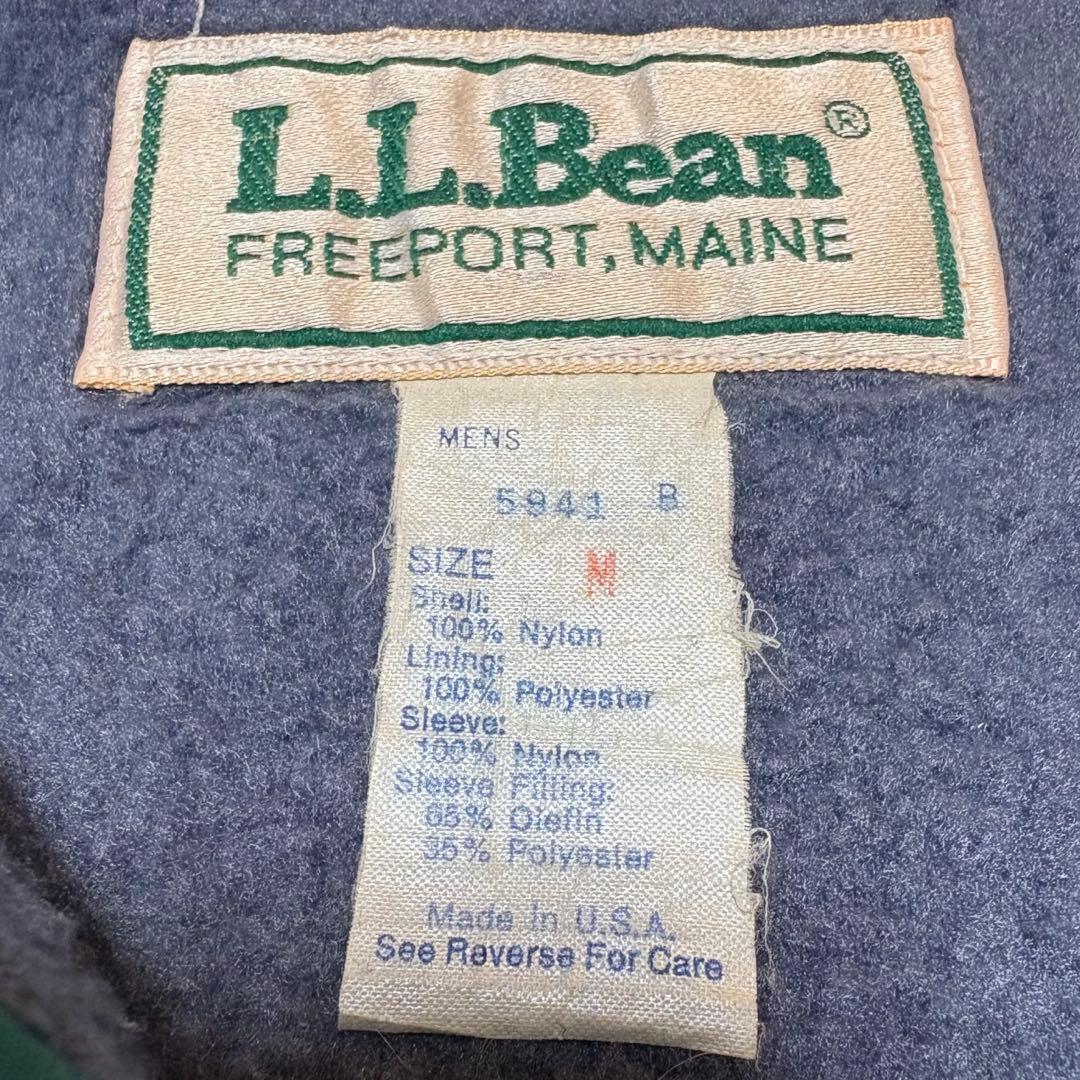 L.L.Bean®
FREEPORT, MAINE
MENS
5941 B
SIZE M
Shell:
100% Nylon
Lining:
100% Polyester
Sleeve:
100% Nylon
Sleeve Filling:
65% Olefin
35% Polyester
Made in U.S.A.
See Reverse For Care